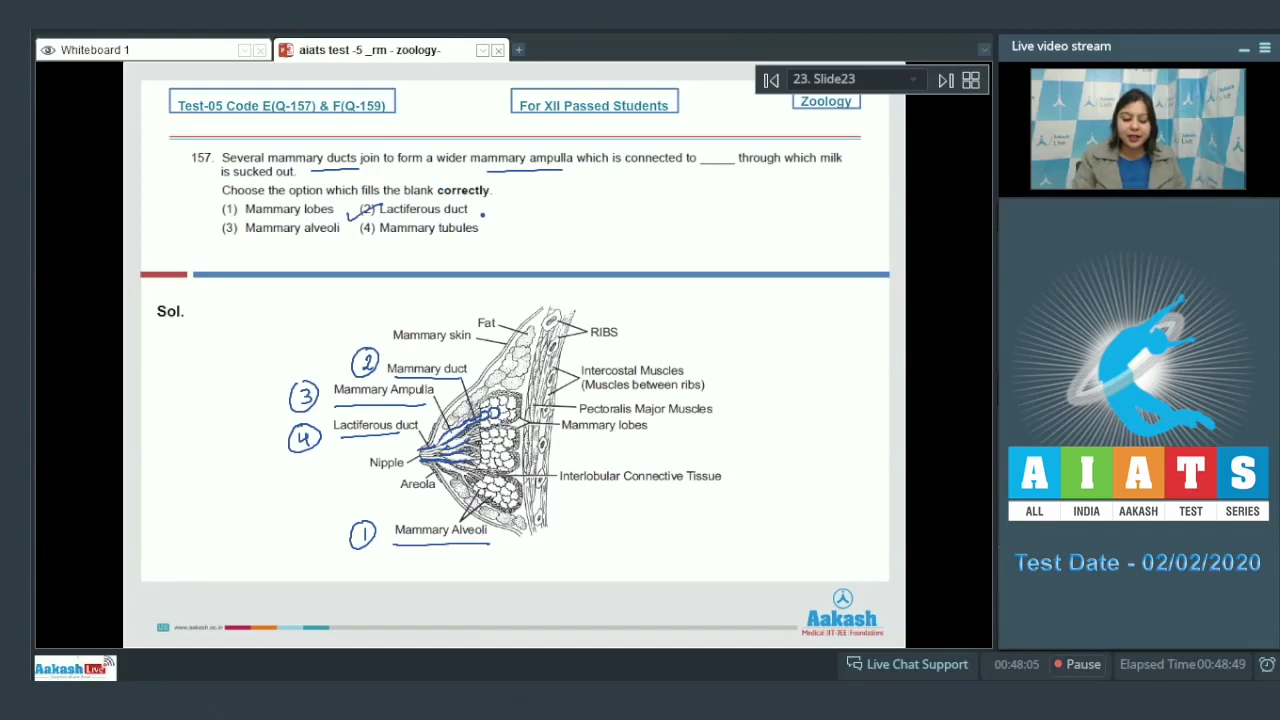 Whiteboard 1
aiats test -5 _rm - zoology-
Live video stream
23. Slide23
Test-05 Code E(Q-157) & F(Q-159)
For XII Passed Students
Zoology
157. Several mammary ducts join to form a wider mammary ampulla which is connected to _____ through which milk
is sucked out.
Choose the option which fills the blank correctly.
(1) Mammary lobes (2) Lactiferous duct
(3) Mammary alveoli (4) Mammary tubules
Sol.
Fat
RIBS
Mammary skin
2 Mammary duct
Intercostal Muscles
(Muscles between ribs)
3 Mammary Ampulla
Pectoralis Major Muscles
4 Lactiferous duct
Mammary lobes
Nipple
Interlobular Connective Tissue
Areola
1 Mammary Alveoli
www.aakash.ac.in
Aakash
Medical|IIT-JEE|Foundations
AIATS
ALL INDIA AAKASH TEST SERIES
Test Date - 02/02/2020
Aakash Live
Live Chat Support
00:48:05
Pause
Elapsed Time 00:48:49